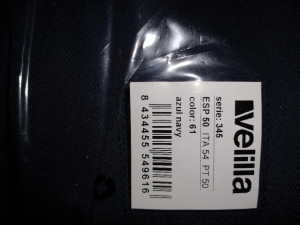 Velilla
serie: 345
ESP 50 ITA 54 PT 50
color: 61
azul navy
8 434455 549616